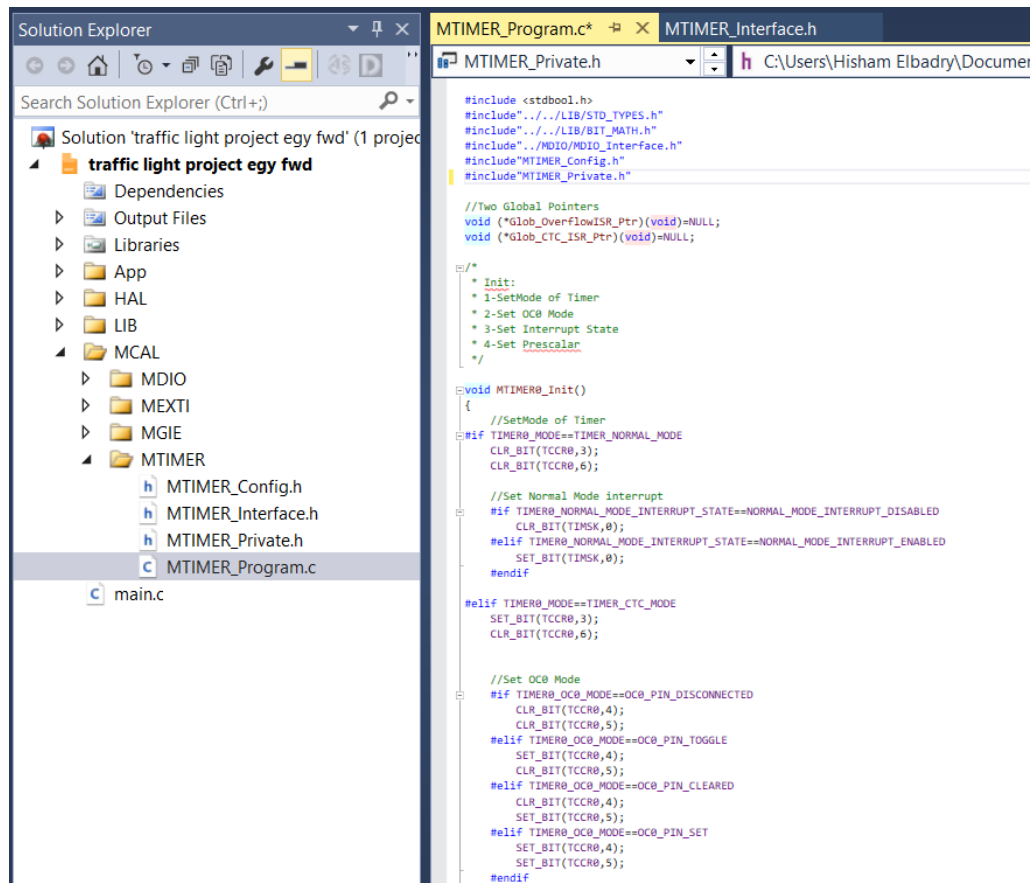 Solution Explorer
Search Solution Explorer (Ctrl+;)
Solution 'traffic light project egy fwd' (1 projec
traffic light project egy fwd
Dependencies
Output Files
Libraries
App
HAL
LIB
MCAL
MDIO
MEXTI
MGIE
MTIMER
MTIMER_Config.h
MTIMER_Interface.h
MTIMER_Private.h
MTIMER_Program.c
main.c
MTIMER_Program.c* MTIMER_Interface.h
MTIMER_Private.h h C:\Users\Hisham Elbadry\Documen
#include <stdbool.h>
#include"../../LIB/STD_TYPES.h"
#include"../../LIB/BIT_MATH.h"
#include"../MDIO/MDIO_Interface.h"
#include"MTIMER_Config.h"
#include"MTIMER_Private.h"
//Two Global Pointers
void (*Glob_OverflowISR_Ptr)(void)=NULL;
void (*Glob_CTC_ISR_Ptr)(void)=NULL;
/*
* Init:
* 1-SetMode of Timer
* 2-Set OC0 Mode
* 3-Set Interrupt State
* 4-Set Prescalar
*/
void MTIMER0_Init()
{
//SetMode of Timer
#if TIMER0_MODE==TIMER_NORMAL_MODE
CLR_BIT(TCCR0,3);
CLR_BIT(TCCR0,6);
//Set Normal Mode interrupt
#if TIMER0_NORMAL_MODE_INTERRUPT_STATE==NORMAL_MODE_INTERRUPT_DISABLED
CLR_BIT(TIMSK,0);
#elif TIMER0_NORMAL_MODE_INTERRUPT_STATE==NORMAL_MODE_INTERRUPT_ENABLED
SET_BIT(TIMSK,0);
#endif
#elif TIMER0_MODE==TIMER_CTC_MODE
SET_BIT(TCCR0,3);
CLR_BIT(TCCR0,6);
//Set OC0 Mode
#if TIMER0_OC0_MODE==OC0_PIN_DISCONNECTED
CLR_BIT(TCCR0,4);
CLR_BIT(TCCR0,5);
#elif TIMER0_OC0_MODE==OC0_PIN_TOGGLE
SET_BIT(TCCR0,4);
CLR_BIT(TCCR0,5);
#elif TIMER0_OC0_MODE==OC0_PIN_CLEARED
CLR_BIT(TCCR0,4);
SET_BIT(TCCR0,5);
#elif TIMER0_OC0_MODE==OC0_PIN_SET
SET_BIT(TCCR0,4);
SET_BIT(TCCR0,5);
#endif